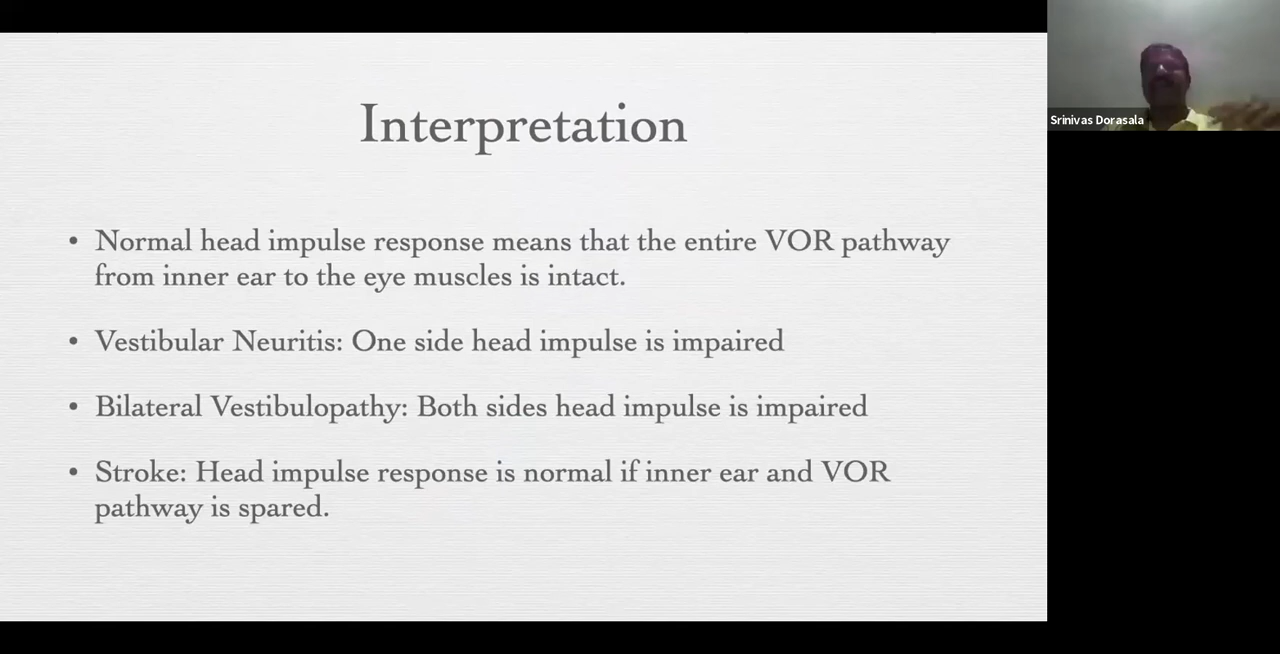 Interpretation
• Normal head impulse response means that the entire VOR pathway
from inner ear to the eye muscles is intact.
• Vestibular Neuritis: One side head impulse is impaired
• Bilateral Vestibulopathy: Both sides head impulse is impaired
• Stroke: Head impulse response is normal if inner ear and VOR
pathway is spared.
Srinivas Dorasala